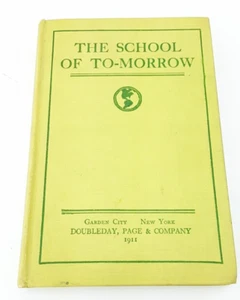 THE SCHOOL
OF TO-MORROW
GARDEN CITY NEW YORK
DOUBLEDAY, PAGE & COMPANY
1911